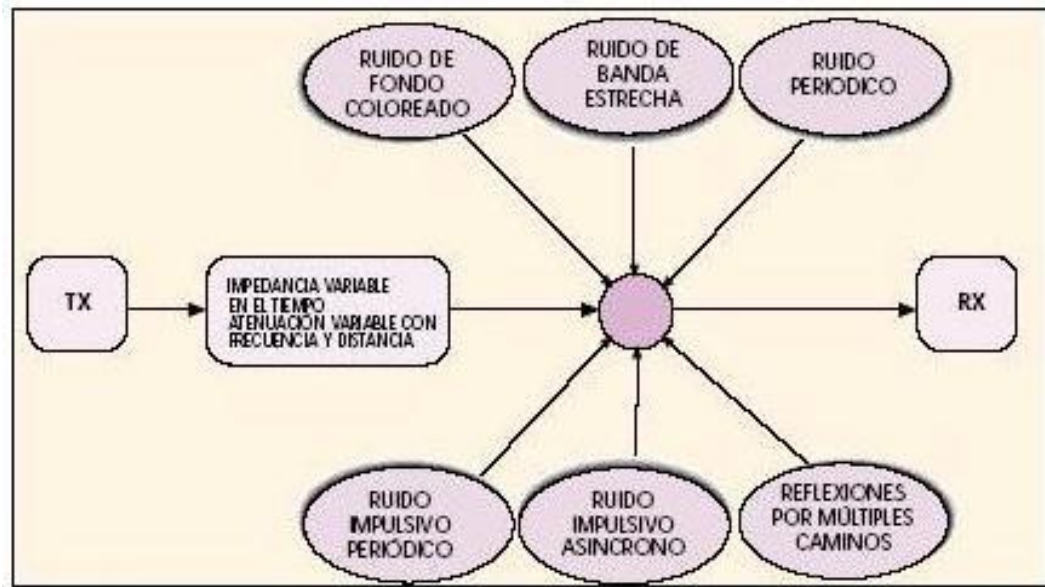 RUIDO DE
FONDO
COLOREADO
RUIDO DE
BANDA
ESTRECHA
RUIDO
PERIODICO
TX
IMPEDANCIA VARIABLE
EN EL TIEMPO
ATENUACIÓN VARIABLE CON
FRECUENCIA Y DISTANCIA
RX
RUIDO
IMPULSIVO
PERIÓDICO
RUIDO
IMPULSIVO
ASINCRONO
REFLEXIONES
POR MÚLTIPLES
CAMINOS